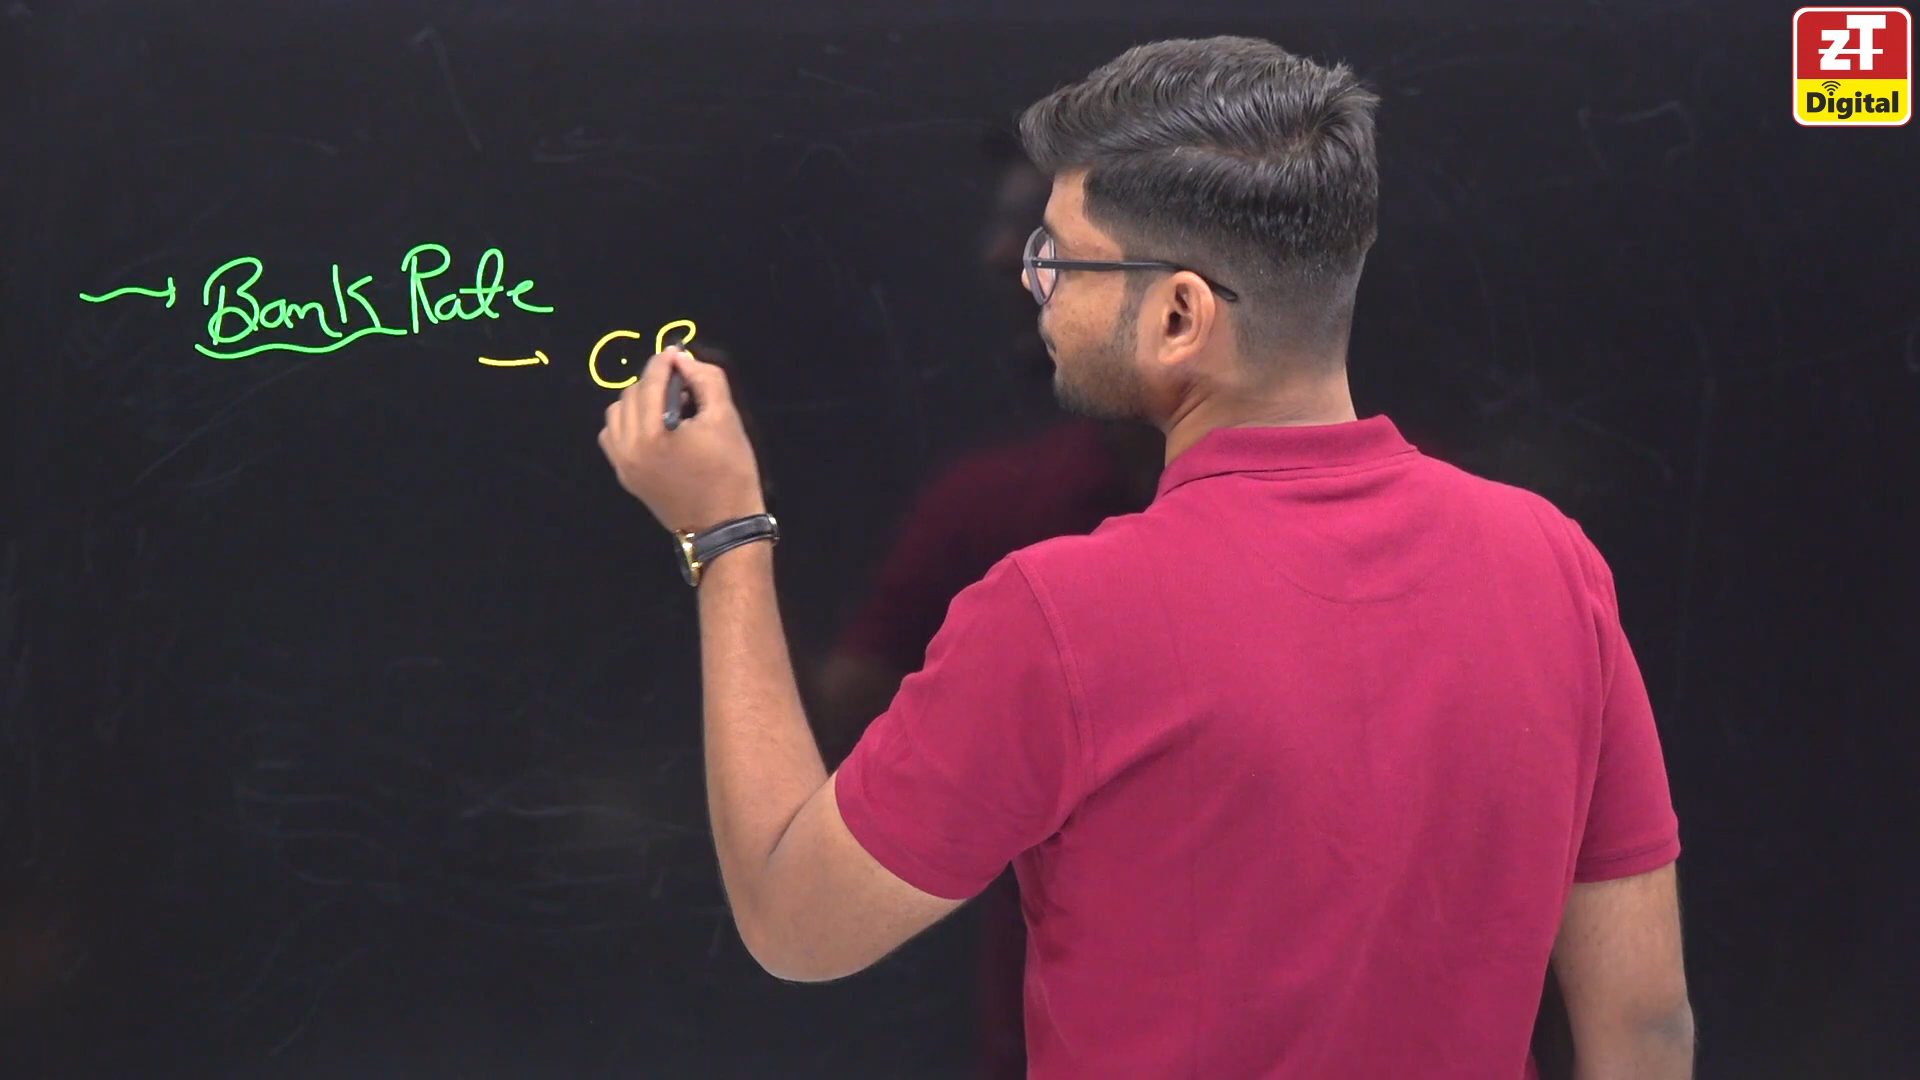 zT
Digital
→ Bank Rate
→ C.